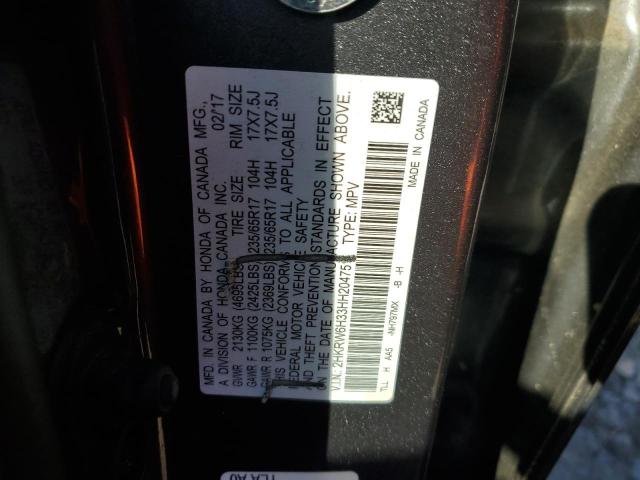 MFD. IN CANADA BY HONDA OF CANADA MFG.,
A DIVISION OF HONDA CANADA INC. 02/17
GVWR 2130KG TIRE SIZE RIM SIZE
GAWR F 1100KG (2425LBS) 235/65R17 104H 17X7.5J
GAWR R 1075KG (2369LBS) 235/65R17 104H 17X7.5J
THIS VEHICLE CONFORMS TO ALL APPLICABLE
FEDERAL MOTOR VEHICLE SAFETY
AND THEFT PREVENTION STANDARDS IN EFFECT
ON THE DATE OF MANUFACTURE SHOWN ABOVE.
V.I.N.: TYPE: MPV
TLL H AA5 -NH797MX -B -H
MADE IN CANADA